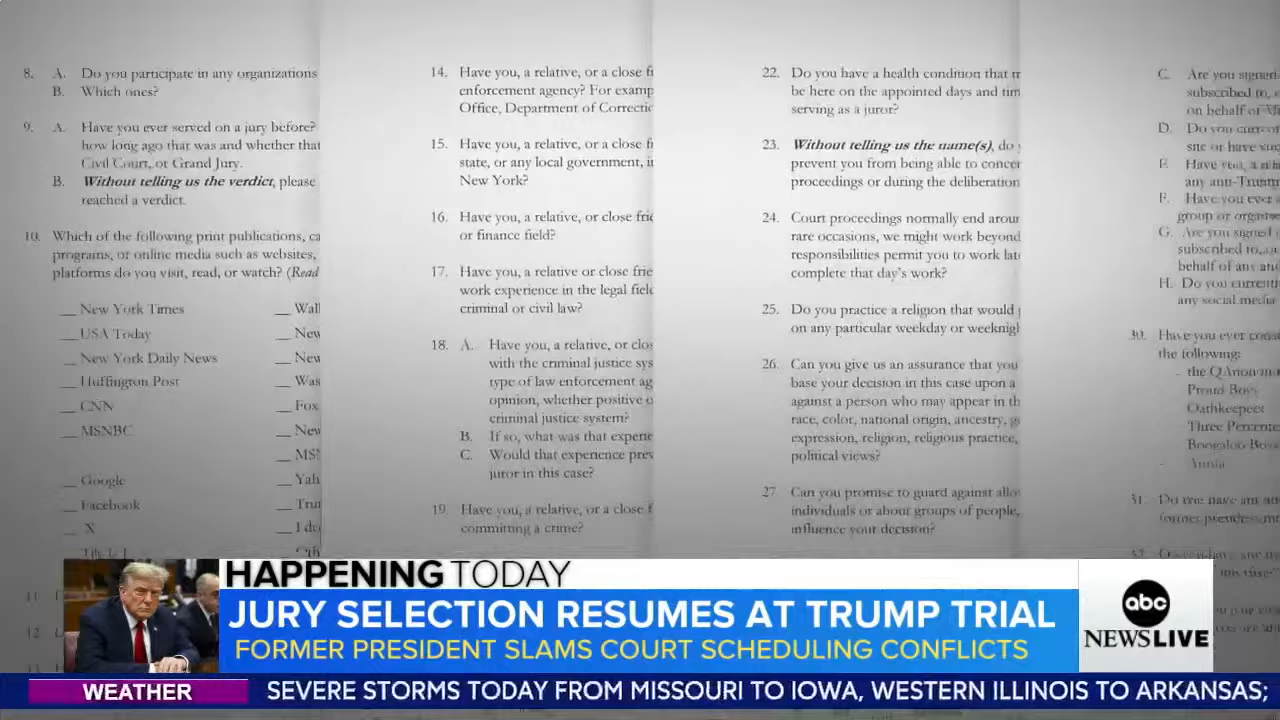 8. A. Do you participate in any organizations
B. Which ones?
9. A. Have you ever served on a jury before?
how long ago that was and whether that
Civil Court, or Grand Jury.
B. Without telling us the verdict, please
reached a verdict.
10. Which of the following print publications, ca
programs, or online media such as websites,
platforms do you visit, read, or watch? (Read
__ New York Times __ Wall
__ USA Today __ New
__ New York Daily News __ New
__ Huffington Post __ Was
__ CNN __ Fox
__ MSNBC __ New
__ MS
__ Google __ Yah
__ Facebook __ Tru
__ X __ I do
14. Have you, a relative, or a close f
enforcement agency? For examp
Office, Department of Correctio
15. Have you, a relative, or a close f
state, or any local government, i
New York?
16. Have you, a relative, or close frie
or finance field?
17. Have you, a relative or close frie
work experience in the legal field
criminal or civil law?
18. A. Have you, a relative, or clos
with the criminal justice sys
type of law enforcement ag
opinion, whether positive o
criminal justice system?
B. If so, what was that experie
C. Would that experience prev
juror in this case?
19. Have you, a relative, or a close f
committing a crime?
22. Do you have a health condition that m
be here on the appointed days and tim
serving as a juror?
23. Without telling us the name(s), do y
prevent you from being able to concer
proceedings or during the deliberation
24. Court proceedings normally end aroun
rare occasions, we might work beyond
responsibilities permit you to work late
complete that day's work?
25. Do you practice a religion that would
on any particular weekday or weeknigh
26. Can you give us an assurance that you
base your decision in this case upon a
against a person who may appear in th
race, color, national origin, ancestry, g
expression, religion, religious practice,
political views?
27. Can you promise to guard against allo
individuals or about groups of people,
influence your decision?
C. Are you signed
subscribed to,
on behalf of
D. Do you current
site or have
E. Have you, a
any anti-Trump
F. Have you ever
group or
G. Are you signed
subscribed to,
behalf of any
H. Do you currently
any social media
30. Have you ever
the following:
the QAnon
Proud Boys
Oathkeepers
Three Percente
Boogaloo Boys
HAPPENING TODAY
JURY SELECTION RESUMES AT TRUMP TRIAL
FORMER PRESIDENT SLAMS COURT SCHEDULING CONFLICTS
abc
NEWS LIVE
WEATHER SEVERE STORMS TODAY FROM MISSOURI TO IOWA, WESTERN ILLINOIS TO ARKANSAS;